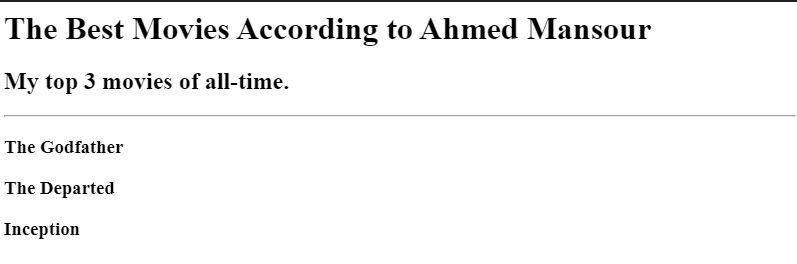 The Best Movies According to Ahmed Mansour
My top 3 movies of all-time.
The Godfather
The Departed
Inception